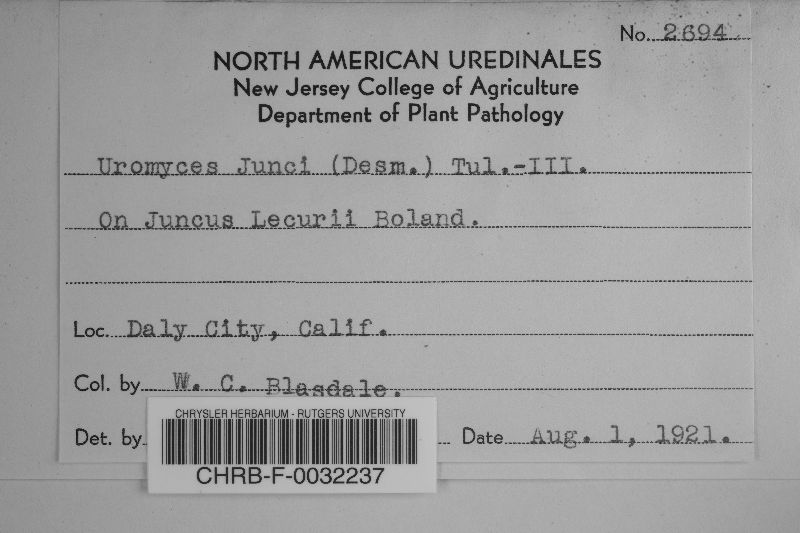 No. 2694
NORTH AMERICAN UREDINALES
New Jersey College of Agriculture
Department of Plant Pathology
Uromyces Junci (Desm.) Tul.-III.
On Juncus Lecurii Boland.
Loc. Daly City, Calif.
Col. by W. C. Blasdale.
Det. by
Date Aug. 1, 1921.
CHRYSLER HERBARIUM - RUTGERS UNIVERSITY
CHRB-F-0032237